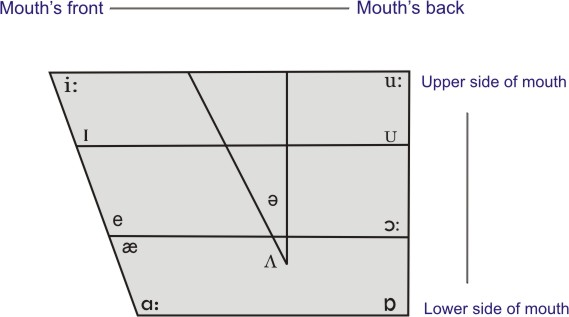 Mouth's front
Mouth's back
i:
u:
Upper side of mouth
ɪ
U
ə
e
ɔ:
æ
Λ
ɑ:
ɒ
Lower side of mouth